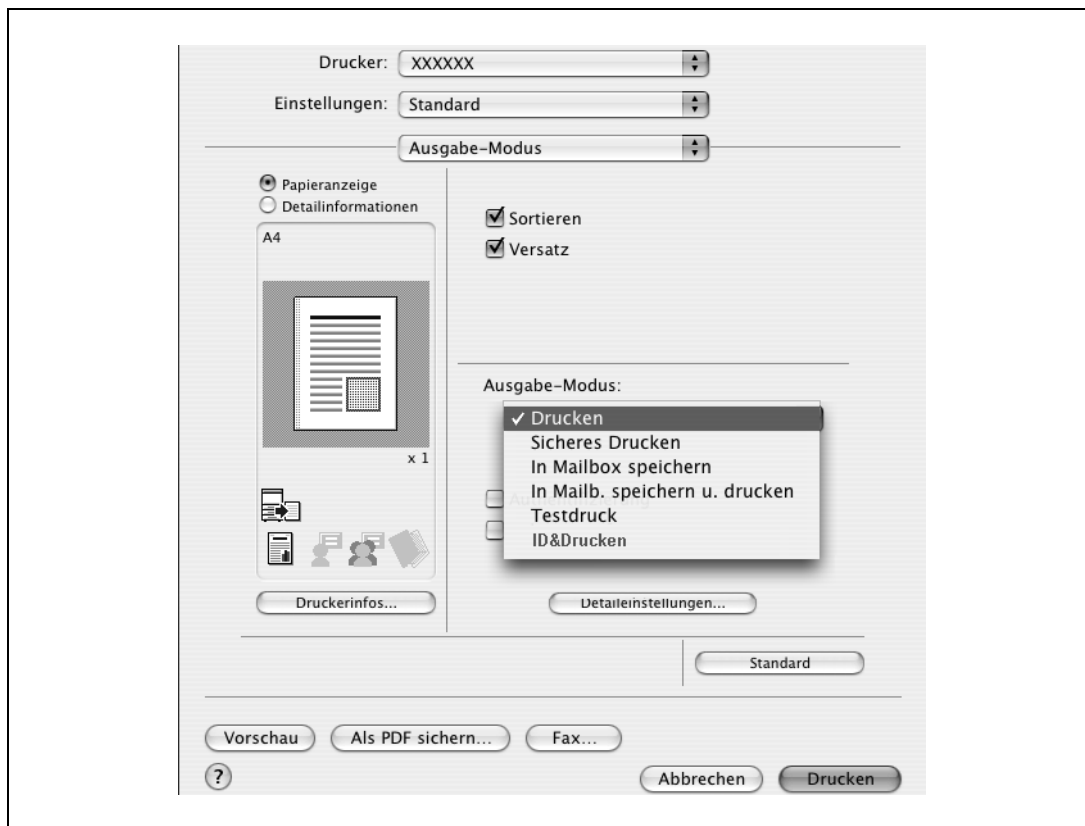 Drucker: XXXXXX
Einstellungen: Standard
Ausgabe-Modus
Papieranzeige
Detailinformationen
A4
x 1
Druckerinfos...
Sortieren
Versatz
Ausgabe-Modus:
✓ Drucken
Sicheres Drucken
In Mailbox speichern
In Mailb. speichern u. drucken
Testdruck
ID&Drucken
Detaileinstellungen...
Standard
Vorschau Als PDF sichern... Fax...
? Abbrechen Drucken